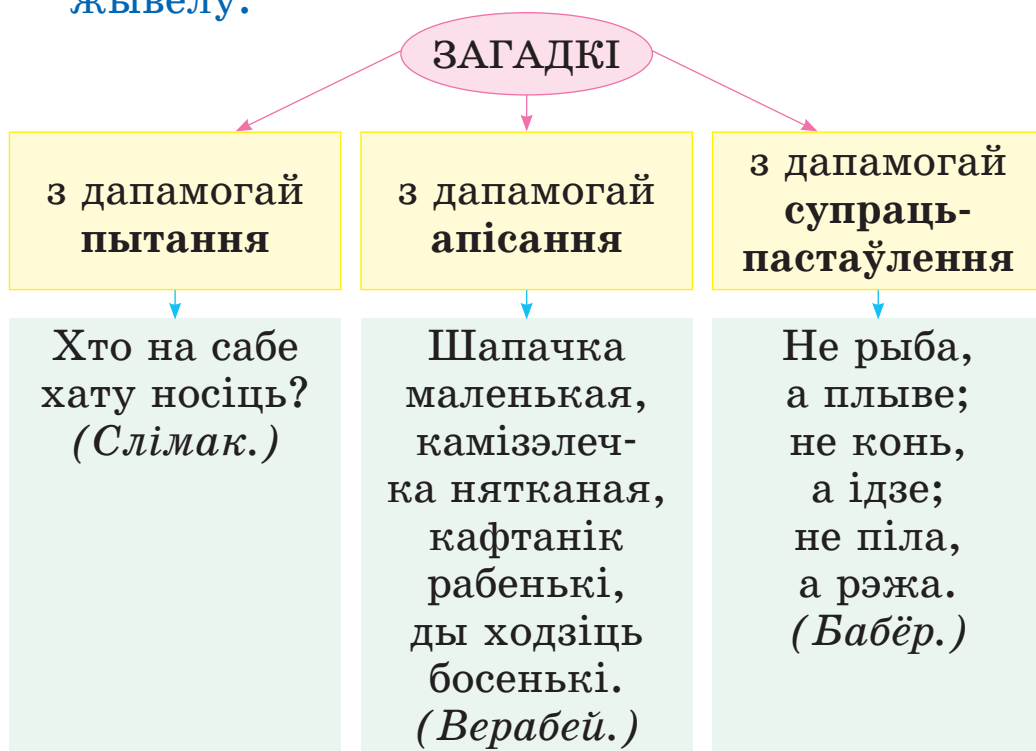 жывёлу.
ЗАГАДКІ
з дапамогай
пытання
з дапамогай
апісання
з дапамогай
супраць-
пастаўлення
Хто на сабе
хату носіць?
(Слімак.)
Шапачка
маленькая,
камізэлеч-
ка нятканая,
кафтанік
рабенькі,
ды ходзіць
босенькі.
(Верабей.)
Не рыба,
а плыве;
не конь,
а ідзе;
не піла,
а рэжа.
(Бабёр.)